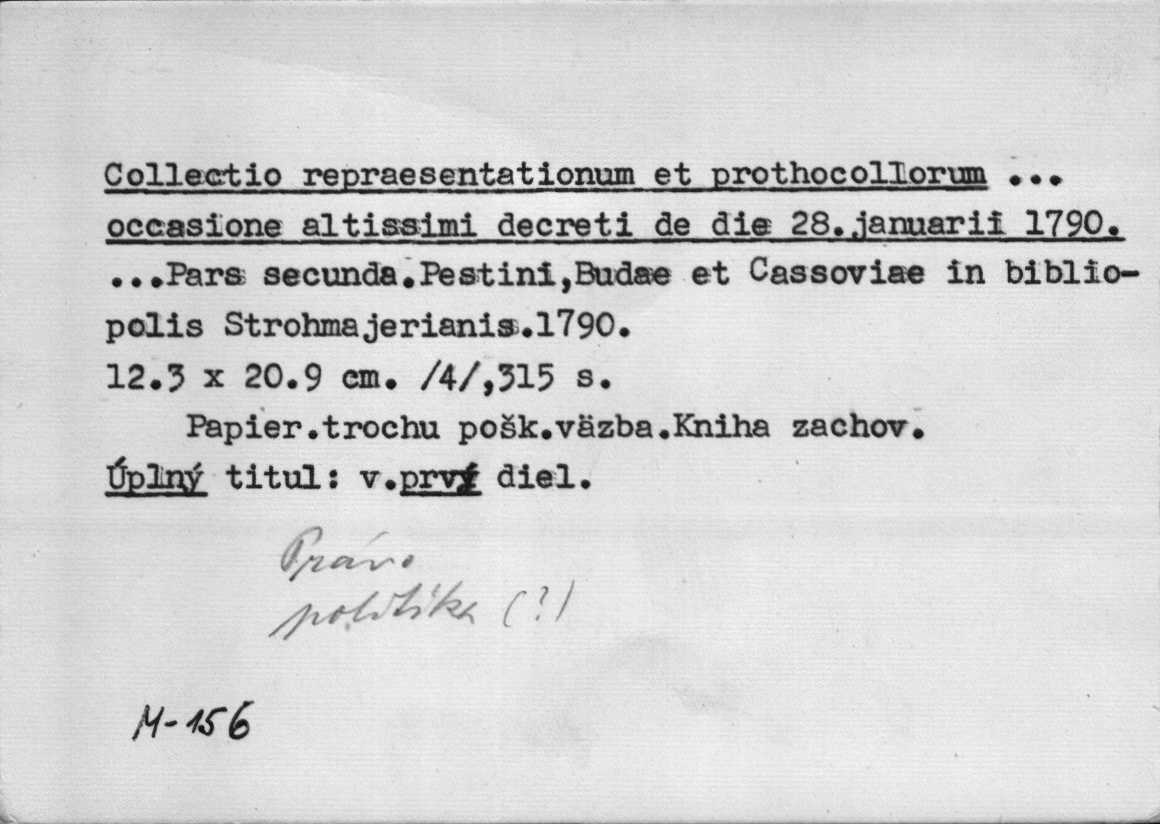 Collectio repraesentationum et prothocollorum ...
occasione altissimi decreti de die 28.januarii 1790.
...Pars secunda.Pestini,Budae et Cassoviae in biblio-
polis Strohmajerianis.1790.
12.3 x 20.9 cm. /4/,315 s.
Papier.trochu pošk.väzba.Kniha zachov.
Úplný titul: v.prvý diel.
Právo
politika (?)
M-156